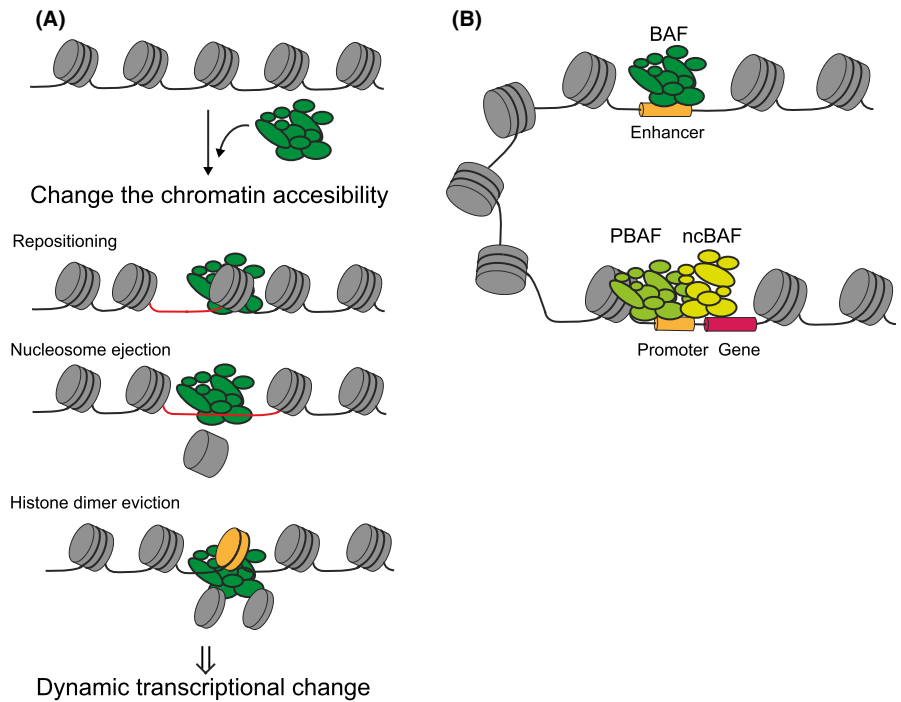 (A)
Change the chromatin accesibility
Repositioning
Nucleosome ejection
Histone dimer eviction
Dynamic transcriptional change
(B)
BAF
Enhancer
PBAF ncBAF
Promoter Gene